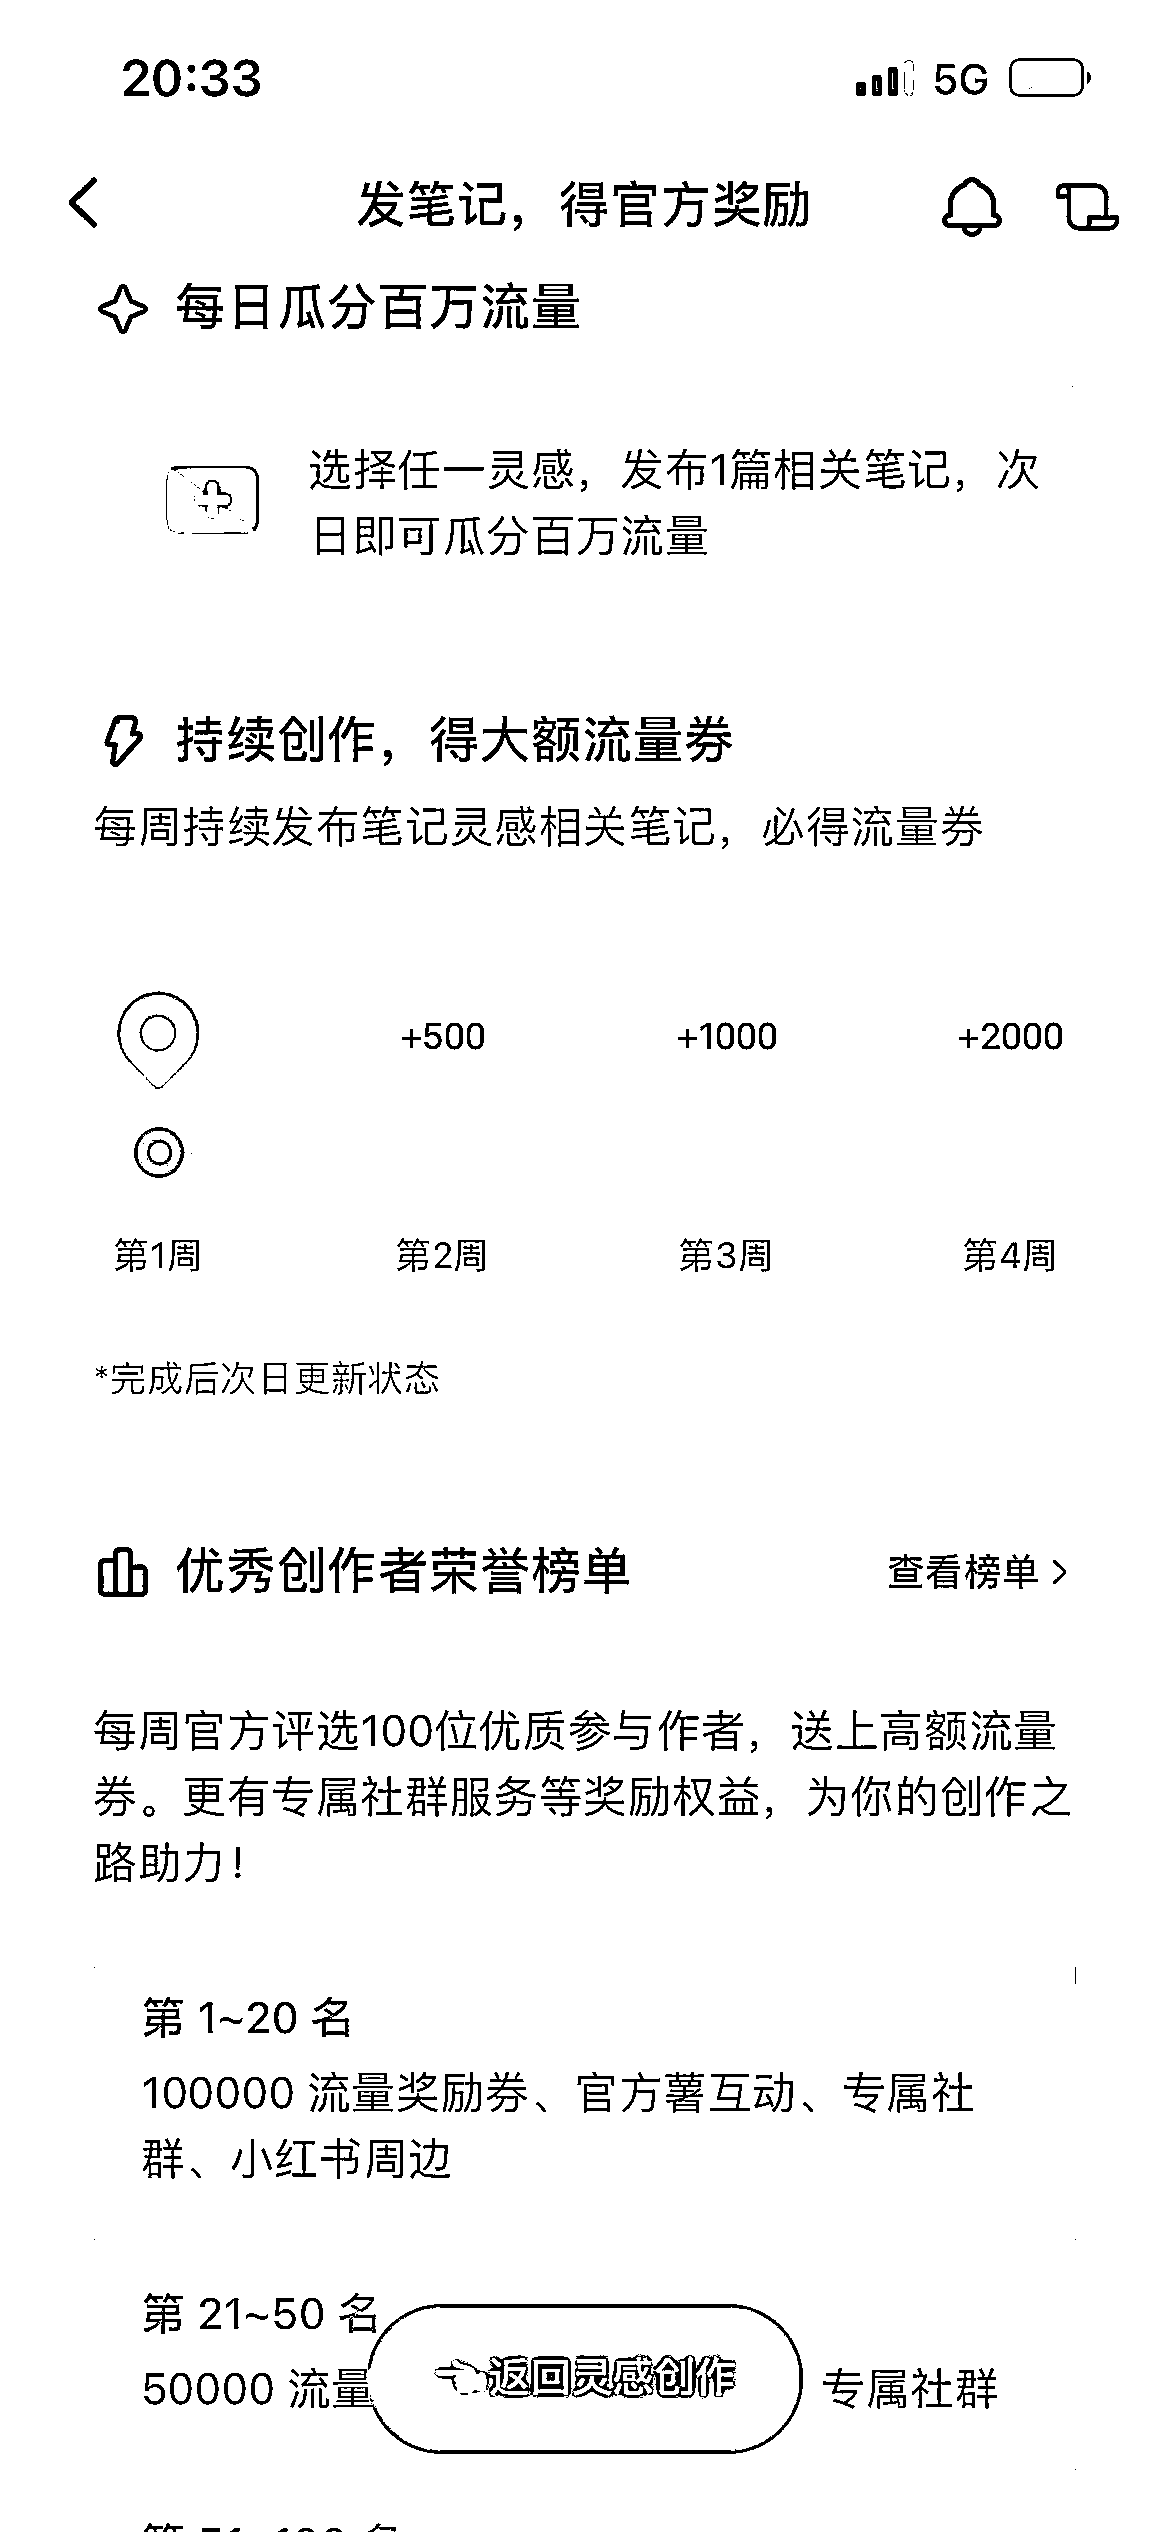 20:33
5G
发笔记，得官方奖励
每日瓜分百万流量
选择任一灵感，发布1篇相关笔记，次
日即可瓜分百万流量
持续创作，得大额流量券
每周持续发布笔记灵感相关笔记，必得流量券
+500 +1000 +2000
第1周 第2周 第3周 第4周
*完成后次日更新状态
优秀创作者荣誉榜单 查看榜单
每周官方评选100位优质参与作者，送上高额流量
券。更有专属社群服务等奖励权益，为你的创作之
路助力！
第 1~20 名
100000 流量奖励券、官方薯互动、专属社
群、小红书周边
第 21~50 名
50000 流量 专属社群
返回灵感创作